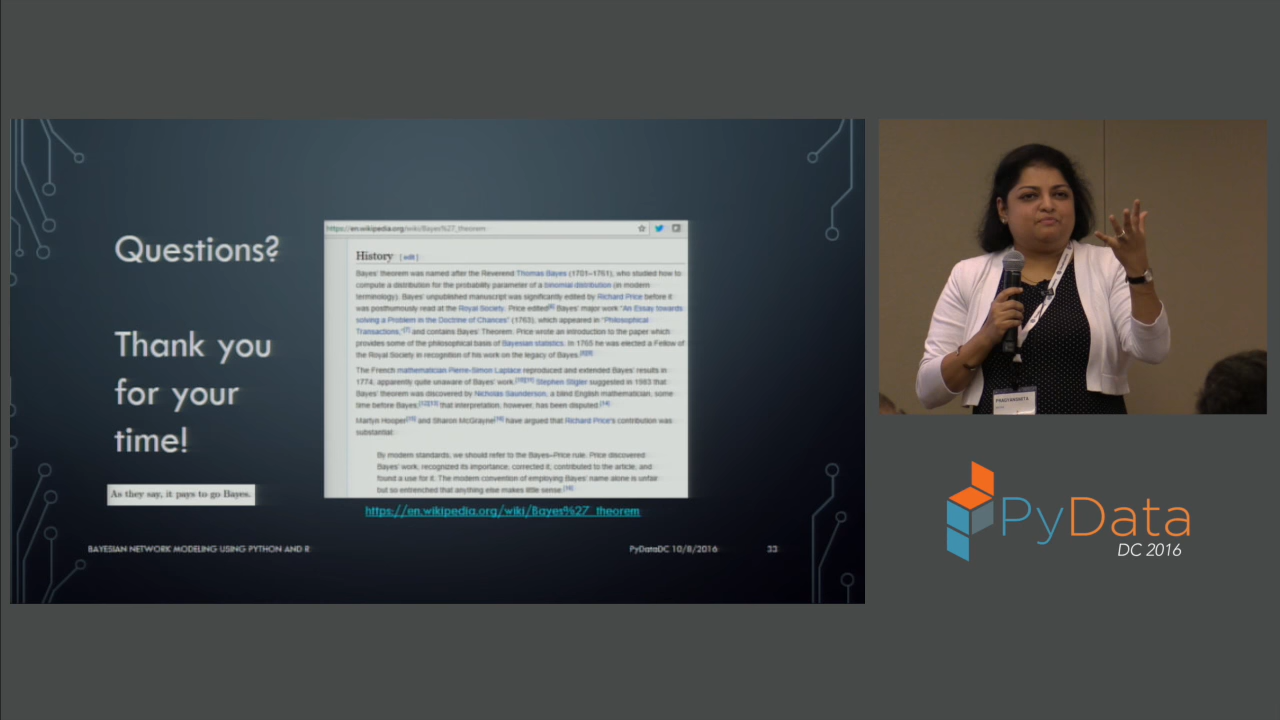 Questions?
Thank you
for your
time!
As they say, it pays to go Bayes.
https://en.wikipedia.org/wiki/Bayes%27_theorem
History [ edit ]
Bayes' theorem was named after the Reverend Thomas Bayes (1701–1761), who studied how to
compute a distribution for the probability parameter of a binomial distribution (in modern
terminology). Bayes' unpublished manuscript was significantly edited by Richard Price before it
was posthumously read at the Royal Society. Price edited[6] Bayes' major work "An Essay towards
solving a Problem in the Doctrine of Chances" (1763), which appeared in "Philosophical
Transactions,"[7] and contains Bayes' Theorem. Price wrote an introduction to the paper which
provides some of the philosophical basis of Bayesian statistics. In 1765 he was elected a Fellow of
the Royal Society in recognition of his work on the legacy of Bayes.[8][9]
The French mathematician Pierre-Simon Laplace reproduced and extended Bayes' results in
1774, apparently quite unaware of Bayes' work.[10][11] Stephen Stigler suggested in 1983 that
Bayes' theorem was discovered by Nicholas Saunderson, a blind English mathematician, some
time before Bayes;[12][13] that interpretation, however, has been disputed.[14]
Martyn Hooper[15] and Sharon McGrayne[16] have argued that Richard Price's contribution was
substantial:
By modern standards, we should refer to the Bayes–Price rule. Price discovered
Bayes' work, recognized its importance, corrected it, contributed to the article, and
found a use for it. The modern convention of employing Bayes' name alone is unfair
but so entrenched that anything else makes little sense.[16]
https://en.wikipedia.org/wiki/Bayes%27_theorem
BAYESIAN NETWORK MODELING USING PYTHON AND R
PyDataDC 10/8/2016
33
PyData
DC 2016